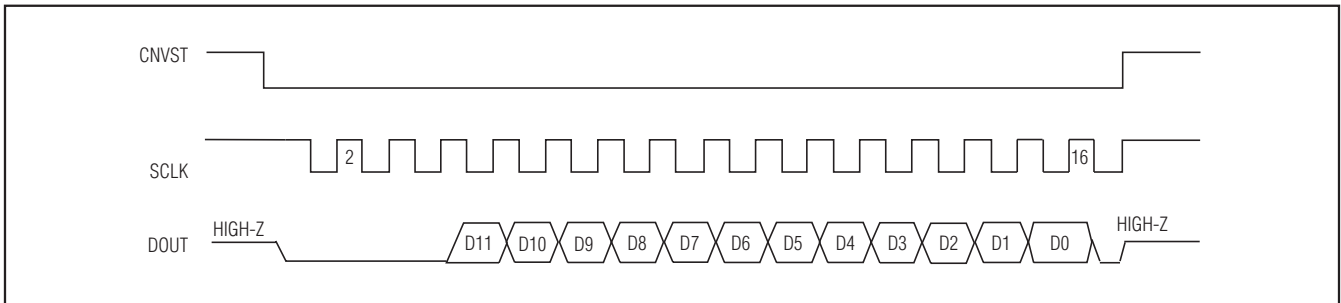 CNVST
2
16
SCLK
HIGH-Z
HIGH-Z
DOUT
D11 D10 D9 D8 D7 D6 D5 D4 D3 D2 D1 D0